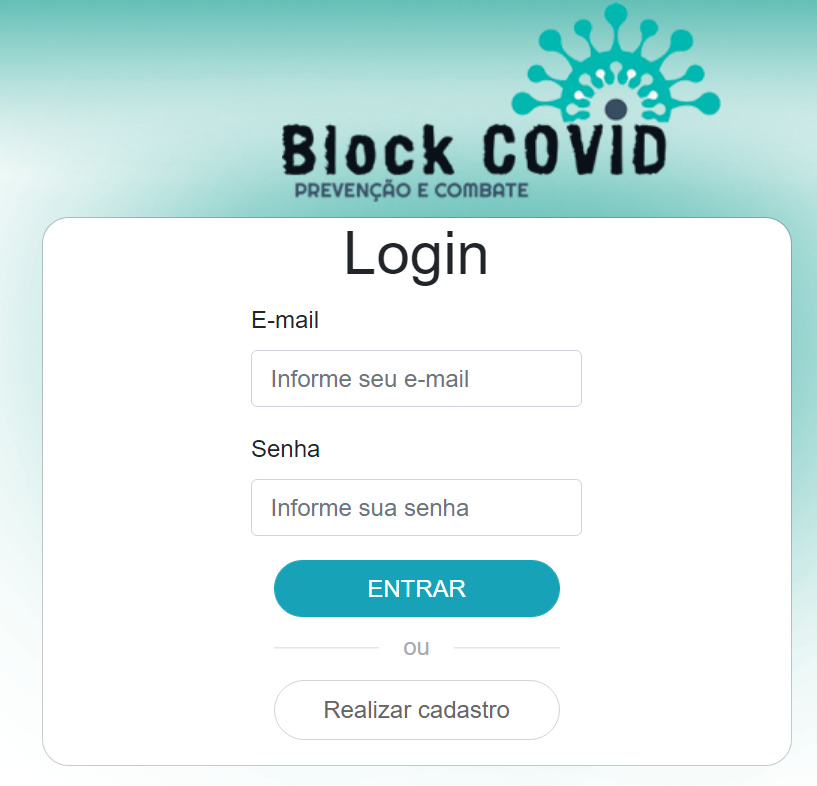 Block COVID
PREVENÇÃO E COMBATE
Login
E-mail
Informe seu e-mail
Senha
Informe sua senha
ENTRAR
ou
Realizar cadastro